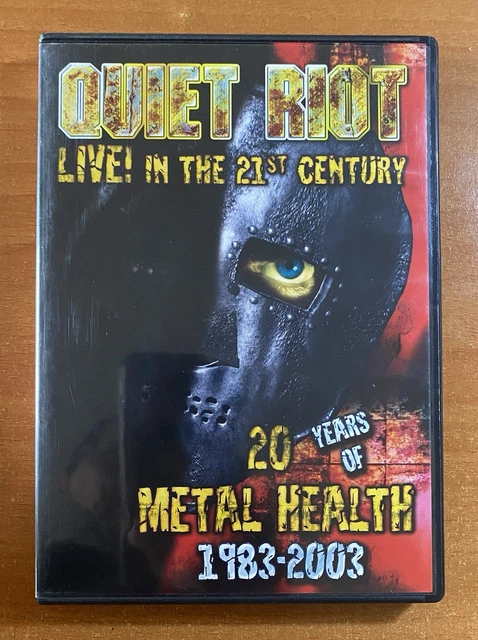 QUIET RIOT
LIVE! IN THE 21ST CENTURY
20 YEARS
OF
METAL HEALTH
1983-2003